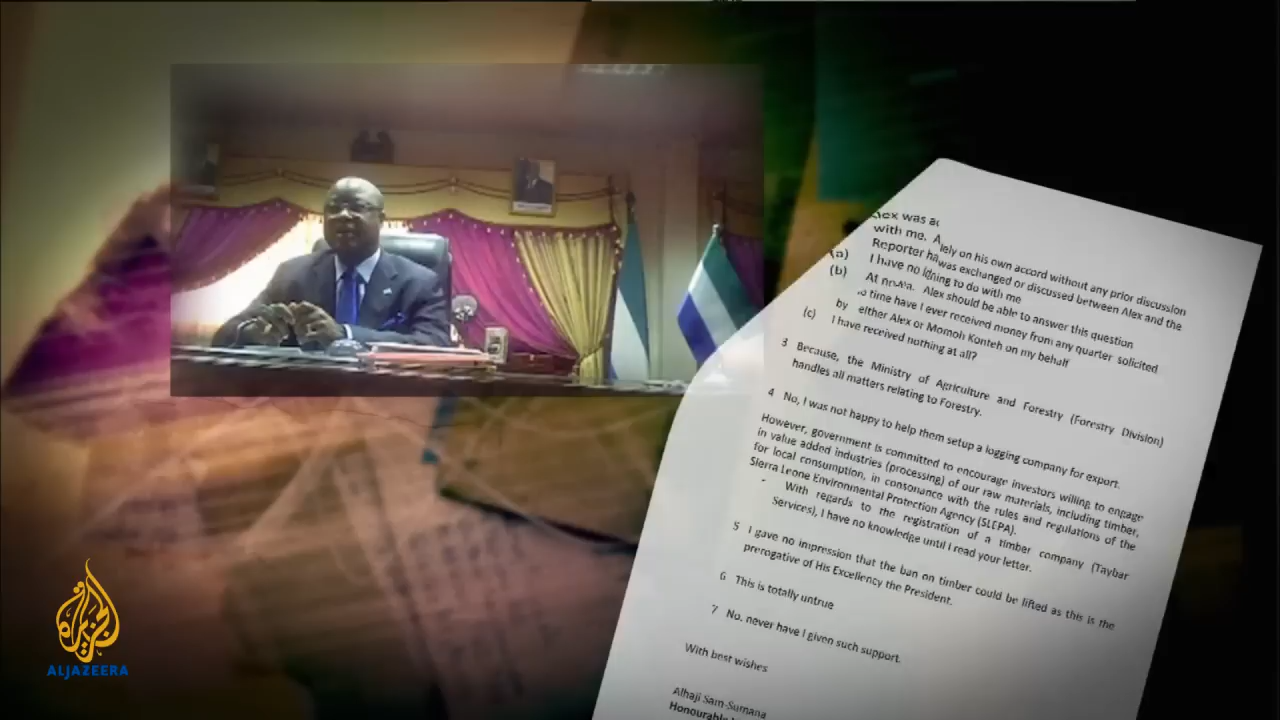 Alex was
with me.
lely on his own accord without any prior discussion
Reporter
was exchanged or discussed between Alex and the
(a) I have no
ning to do with me
(b) At no
Alex should be able to answer this question
time have I ever received money from any quarter solicited
by either Alex or Momoh Konteh on my behalf
(c) I have received nothing at all?
3 Because, the Ministry of Agriculture and Forestry (Forestry Division)
handles all matters relating to Forestry.
4 No, I was not happy to help them setup a logging company for export.
However, government is committed to encourage investors willing to engage
in value added industries (processing) of our raw materials, including timber,
for local consumption, in consonance with the rules and regulations of the
Sierra Leone Environmental Protection Agency (SLEPA).
- With regards to the registration of a timber company (Taybar
Services), I have no knowledge until I read your letter.
5 I gave no impression that the ban on timber could be lifted as this is the
prerogative of His Excellency the President.
6 This is totally untrue
7 No. never have I given such support.
With best wishes
Alhaji Sam-Sumana
Honourable
الجزيرة
ALJAZEERA